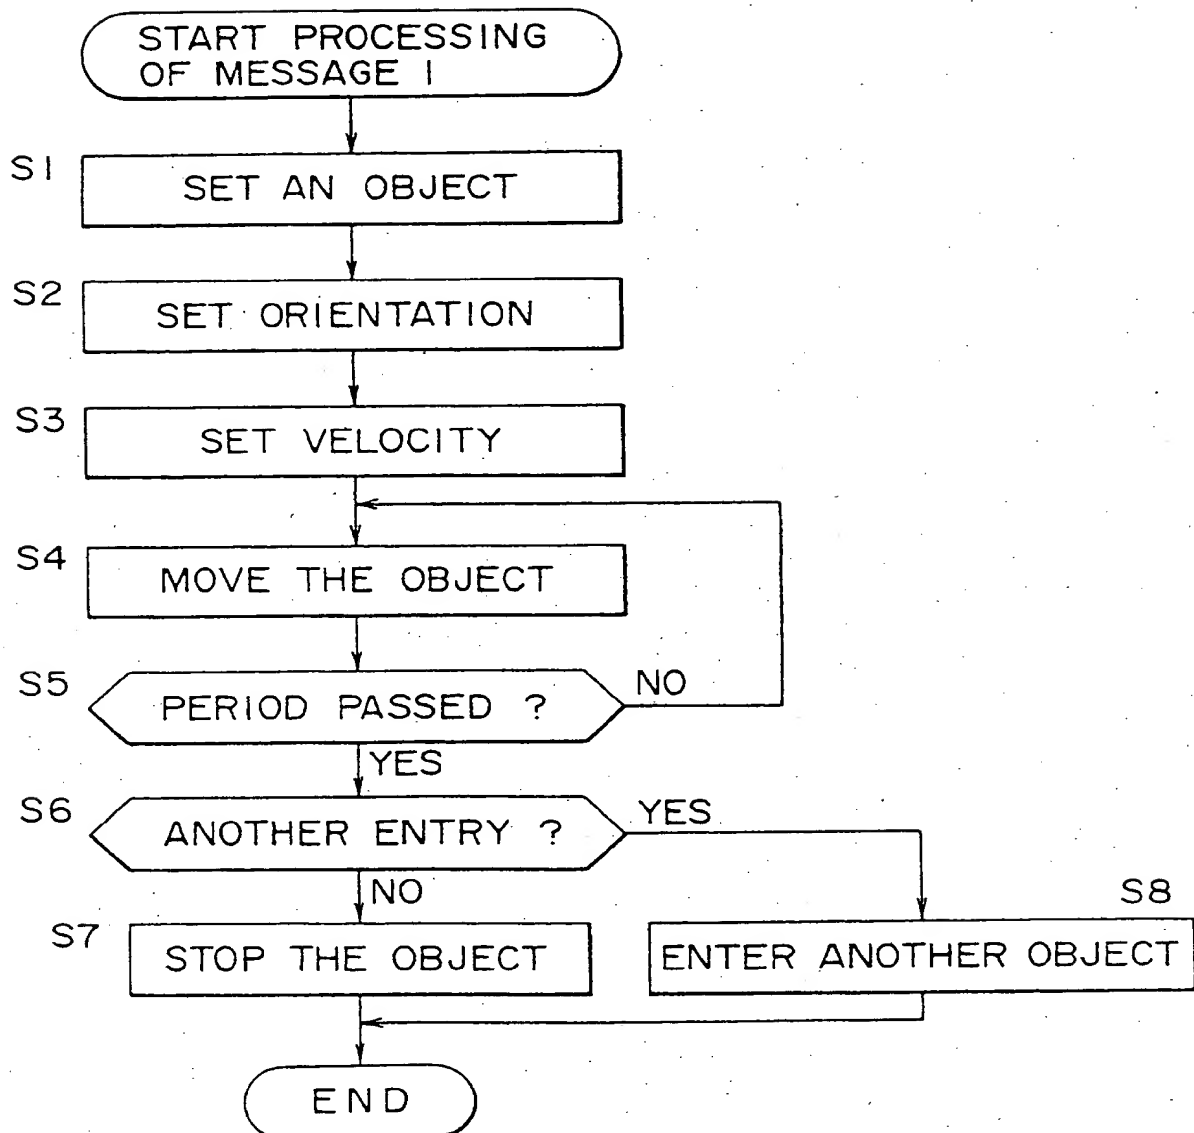 START PROCESSING
OF MESSAGE 1
S1
SET AN OBJECT
S2
SET ORIENTATION
S3
SET VELOCITY
S4
MOVE THE OBJECT
S5
PERIOD PASSED ?
NO
YES
S6
ANOTHER ENTRY ?
YES
NO
S7
STOP THE OBJECT
S8
ENTER ANOTHER OBJECT
END